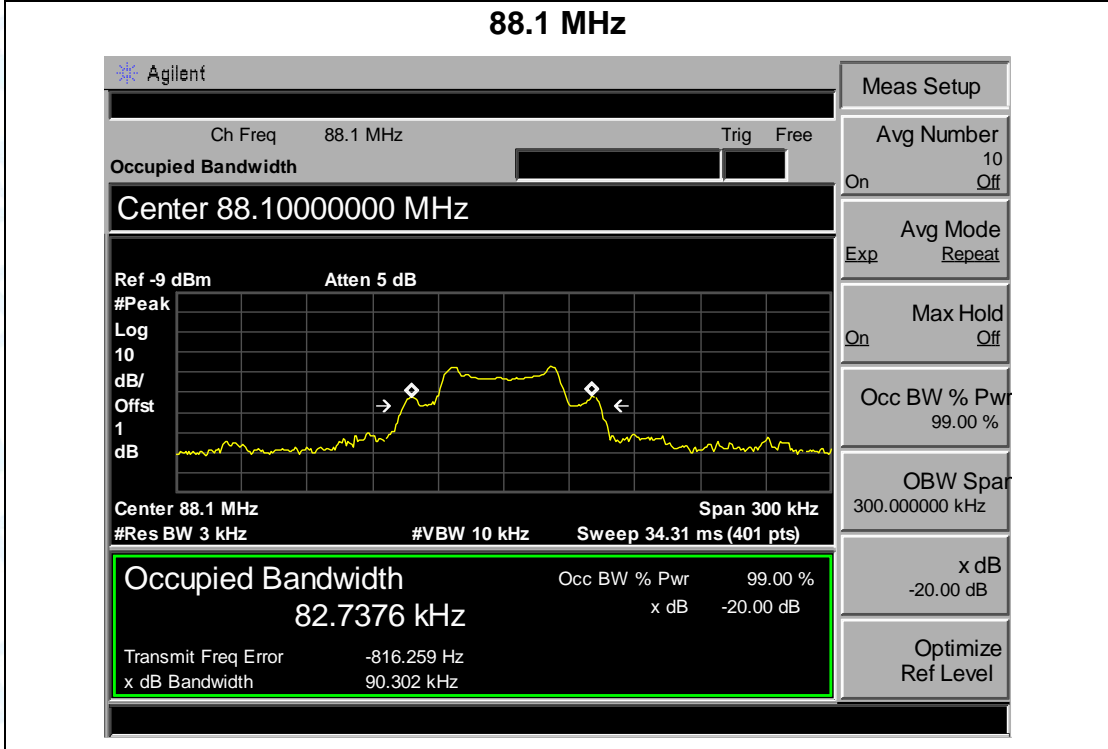 88.1 MHz
Agilent
Ch Freq 88.1 MHz Trig Free
Occupied Bandwidth
Center 88.10000000 MHz
Ref -9 dBm Atten 5 dB
#Peak
Log
10
dB/
Offst
1
dB
Center 88.1 MHz Span 300 kHz
#Res BW 3 kHz #VBW 10 kHz Sweep 34.31 ms (401 pts)
Occupied Bandwidth Occ BW % Pwr 99.00 %
82.7376 kHz x dB -20.00 dB
Transmit Freq Error -816.259 Hz
x dB Bandwidth 90.302 kHz
Meas Setup
Avg Number
10
On Off
Avg Mode
Exp Repeat
Max Hold
On Off
Occ BW % Pwr
99.00 %
OBW Span
300.000000 kHz
x dB
-20.00 dB
Optimize
Ref Level